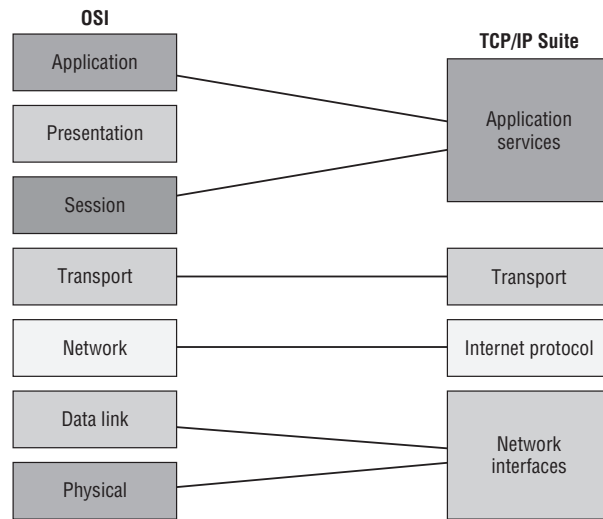 OSI
Application
Presentation
Session
Transport
Network
Data link
Physical
TCP/IP Suite
Application
services
Transport
Internet protocol
Network
interfaces